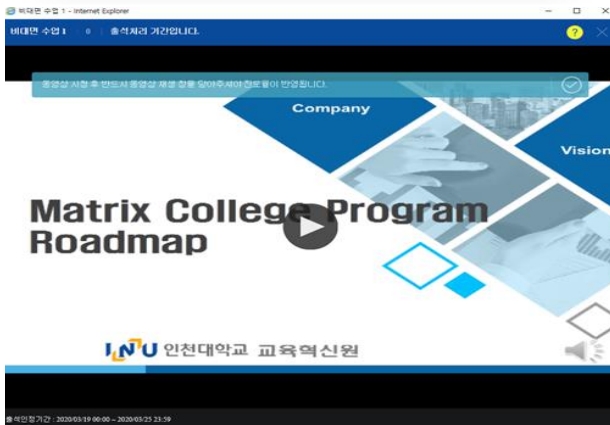 비대면 수업 1 - Internet Explorer
비대면 수업 1 0 출석처리 기간입니다.
?
동영상 시청 후 반드시 동영상 재생 창을 닫아주셔야 진도율이 반영됩니다.
Company
Vision
Matrix College Program
Roadmap
INU 인천대학교 교육혁신원
출석인정기간 : 2020/03/19 00:00 ~ 2020/03/25 23:59